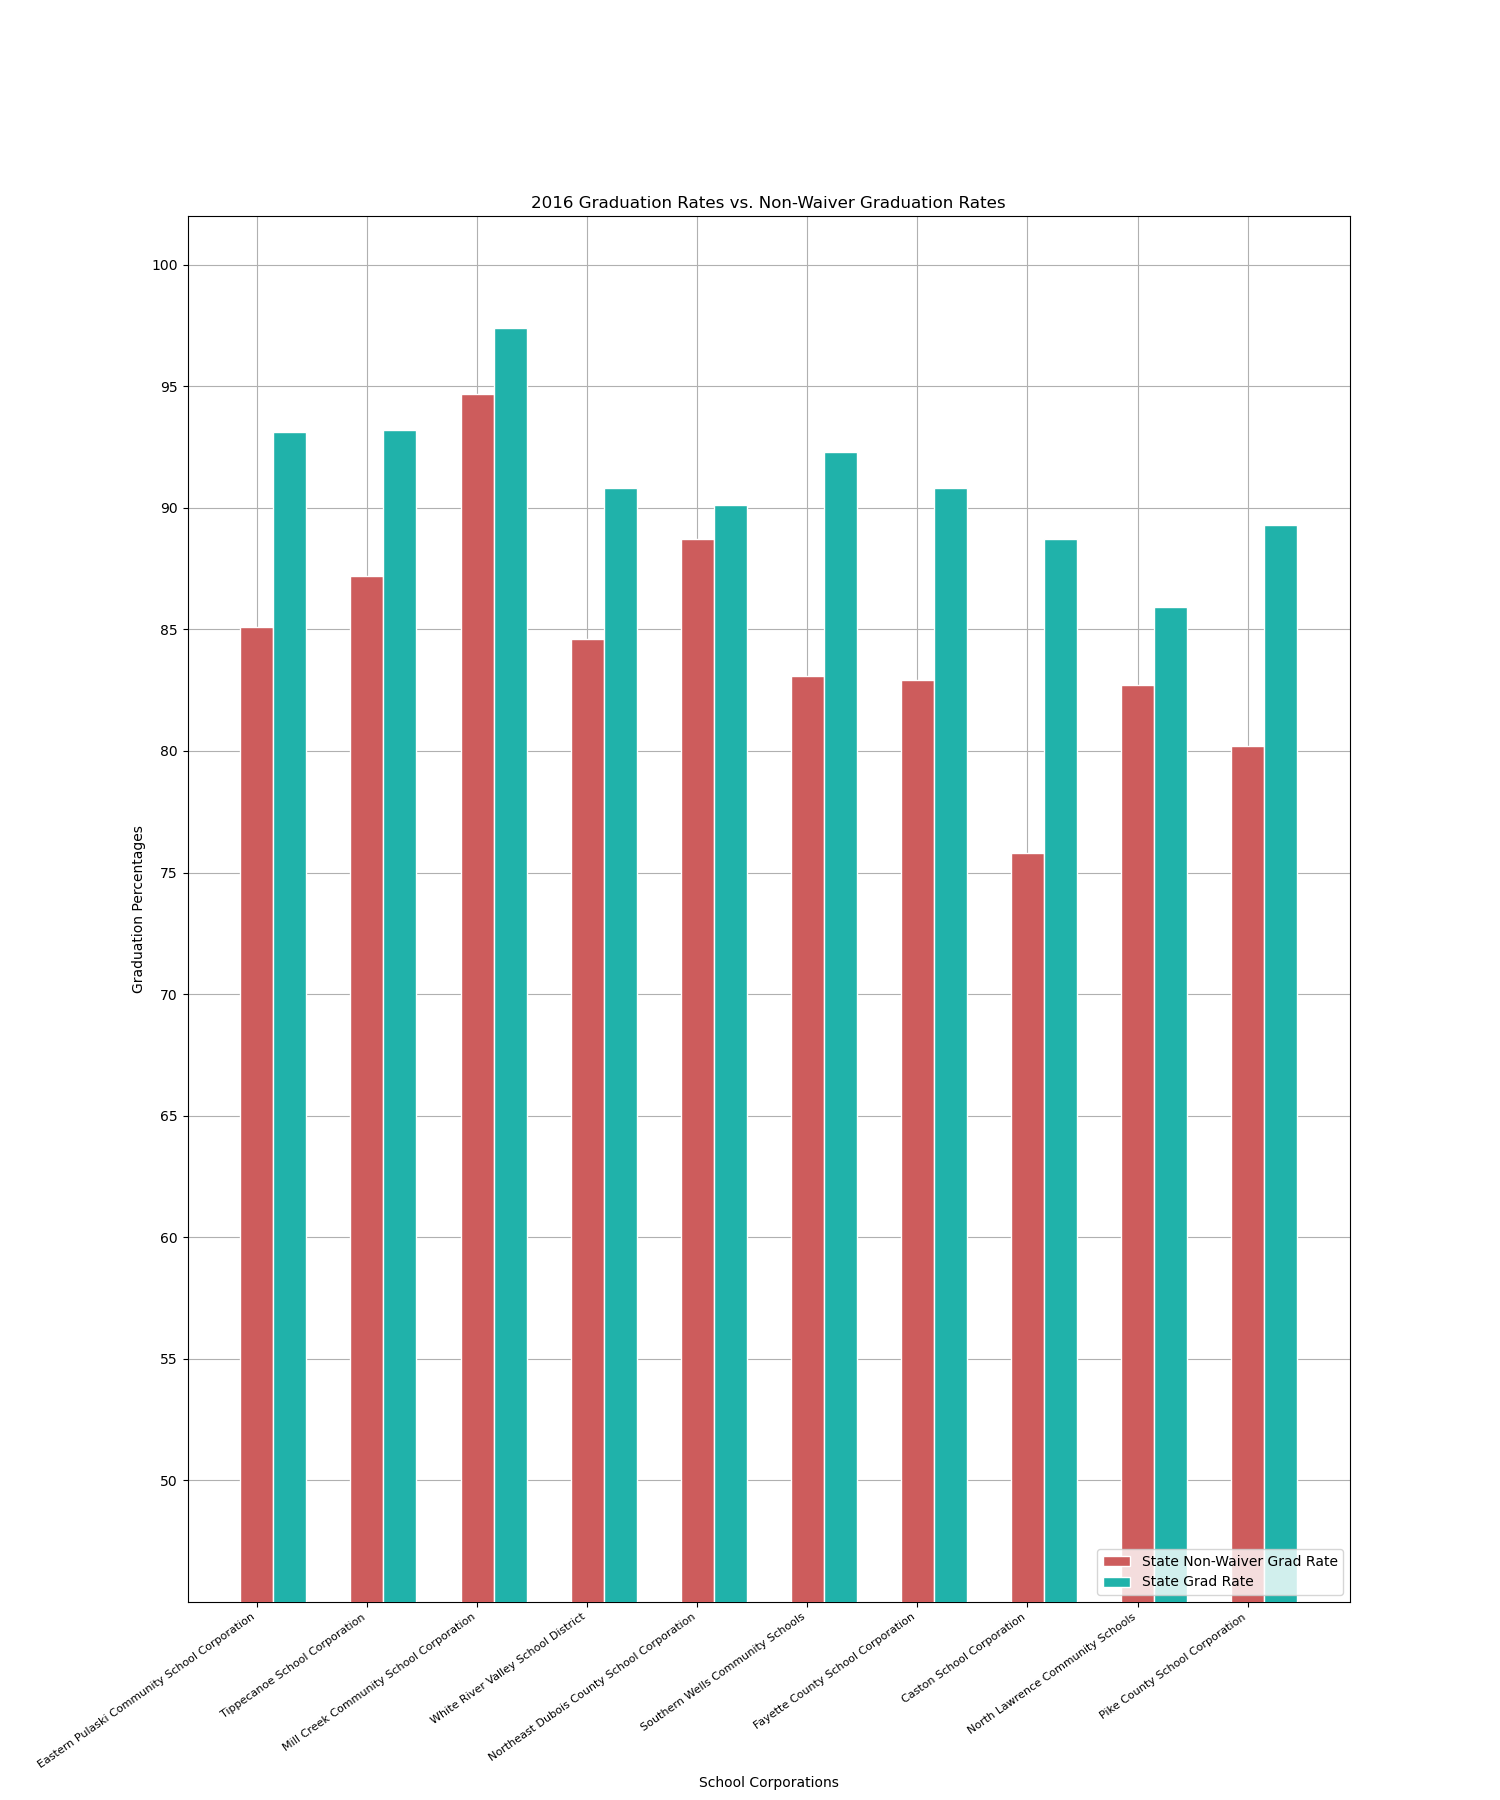 2016 Graduation Rates vs. Non-Waiver Graduation Rates
100
95
90
85
80
75
70
65
60
55
50
Graduation Percentages
State Non-Waiver Grad Rate
State Grad Rate
Eastern Pulaski Community School Corporation
Tippecanoe School Corporation
Mill Creek Community School Corporation
White River Valley School District
Northeast Dubois County School Corporation
Southern Wells Community Schools
Fayette County School Corporation
Caston School Corporation
North Lawrence Community Schools
Pike County School Corporation
School Corporations